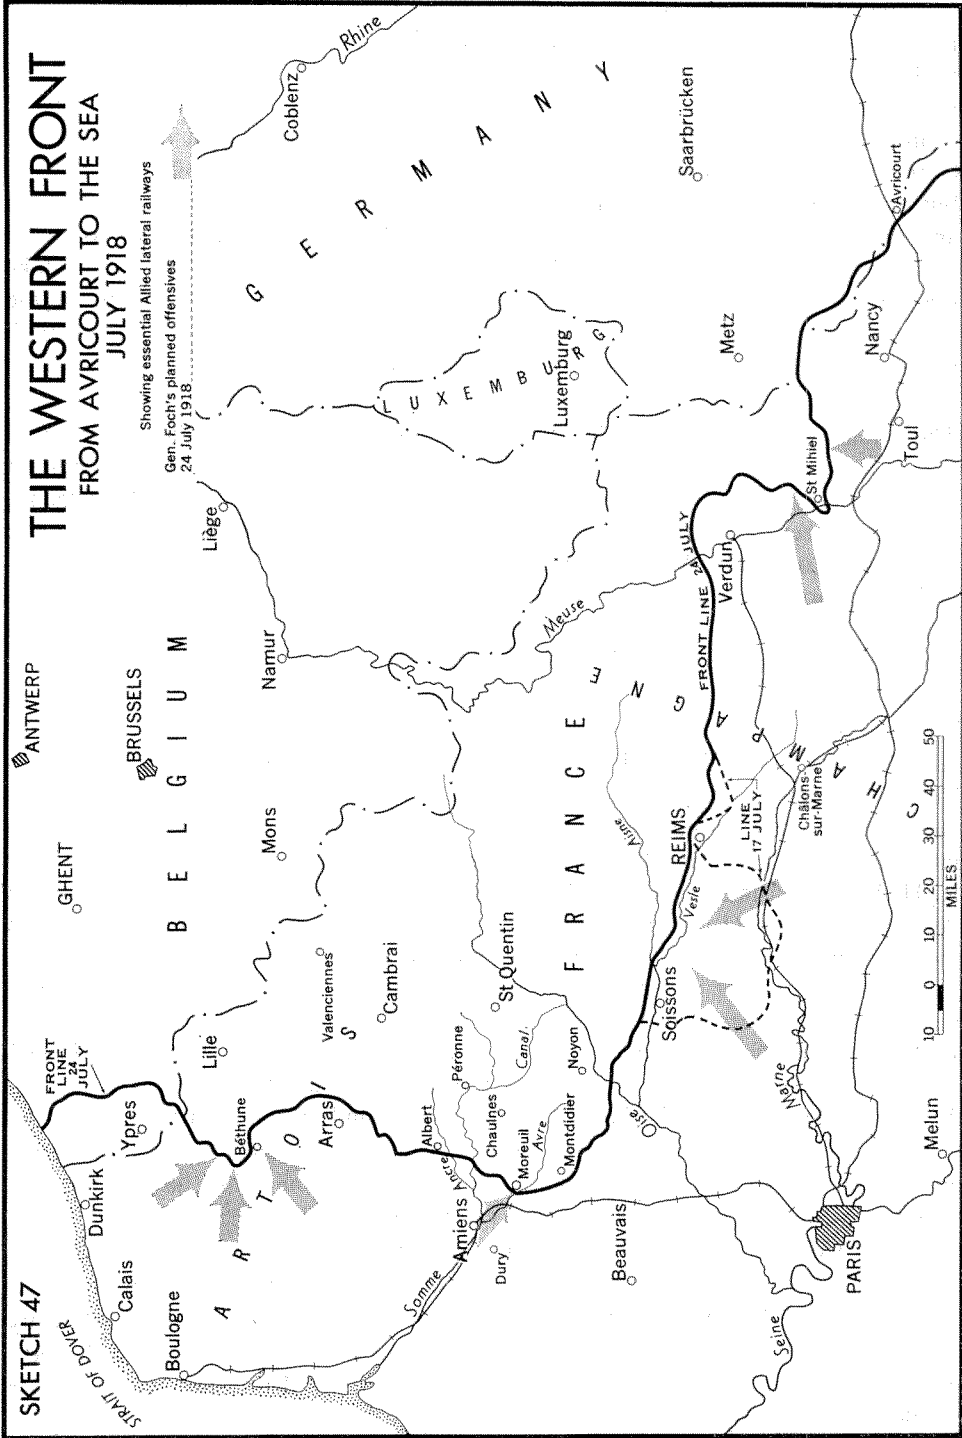 SKETCH 47
THE WESTERN FRONT
FROM AVRICOURT TO THE SEA
JULY 1918
Showing essential Allied lateral railways
Gen. Foch's planned offensives
24 July 1918
STRAIT OF DOVER
Calais
Dunkirk
Boulogne
FRONT
LINE
24
JULY
Ypres
GHENT
ANTWERP
BRUSSELS
BELGIUM
Lille
Béthune
ARTOIS
Arras
Valenciennes
Cambrai
Mons
Namur
Liège
Coblenz
Rhine
GERMANY
LUXEMBURG
Luxemburg
Somme
Amiens
Ancre
Albert
Péronne
Chaulnes
Canal
St Quentin
Dury
Moreuil
Avre
Montdidier
Noyon
FRANCE
Beauvais
Oise
Soissons
Aisne
Vesle
REIMS
FRONT LINE 24 JULY
Meuse
Verdun
St Mihiel
Metz
Saarbrücken
LINE
17 JULY
CHAMPAGNE
Châlons-
sur-Marne
Marne
Seine
PARIS
Melun
Toul
Nancy
Avricourt
10 0 10 20 30 40 50
MILES